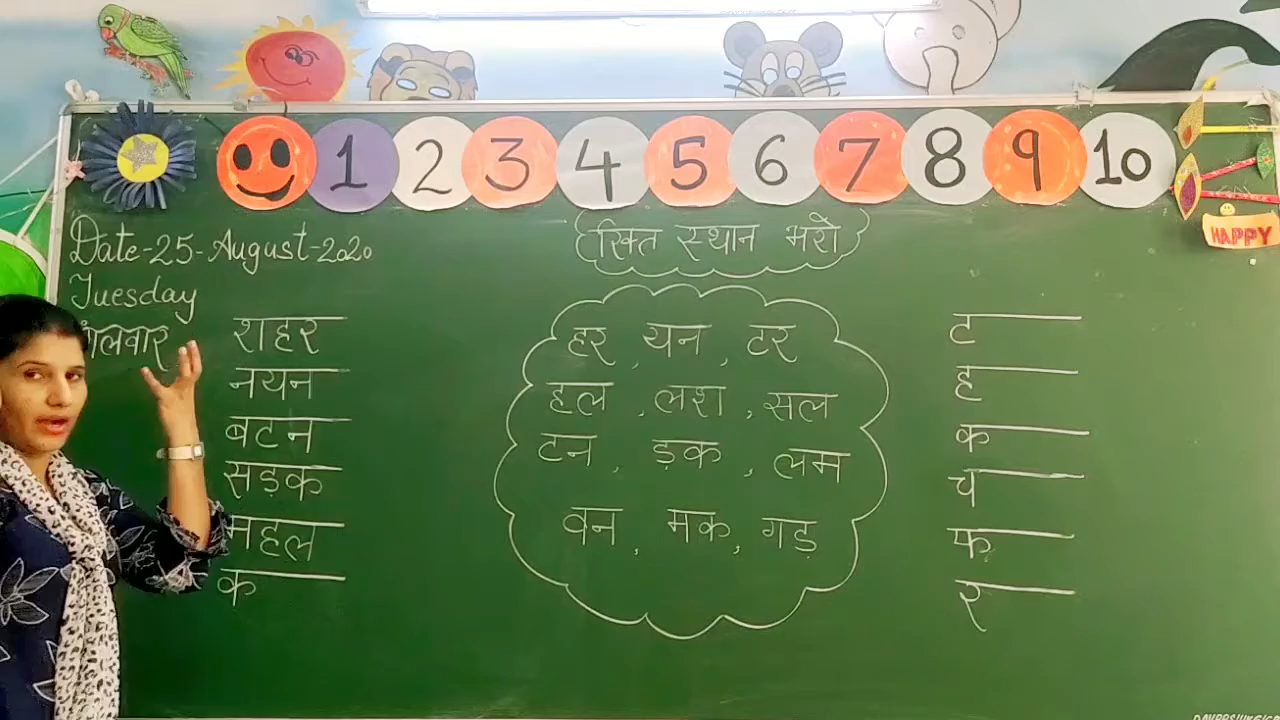 1 2 3 4 5 6 7 8 9 10
HAPPY
Date-25-August-2020
Tuesday
रिक्त स्थान भरो
शहर
नयन
वटन
सड़क
महल
क
हर, यन, टर
हल, लश, सल
टन, ड़क, लम
वन, मक, गड़
ट
ह
क
च
फ
र